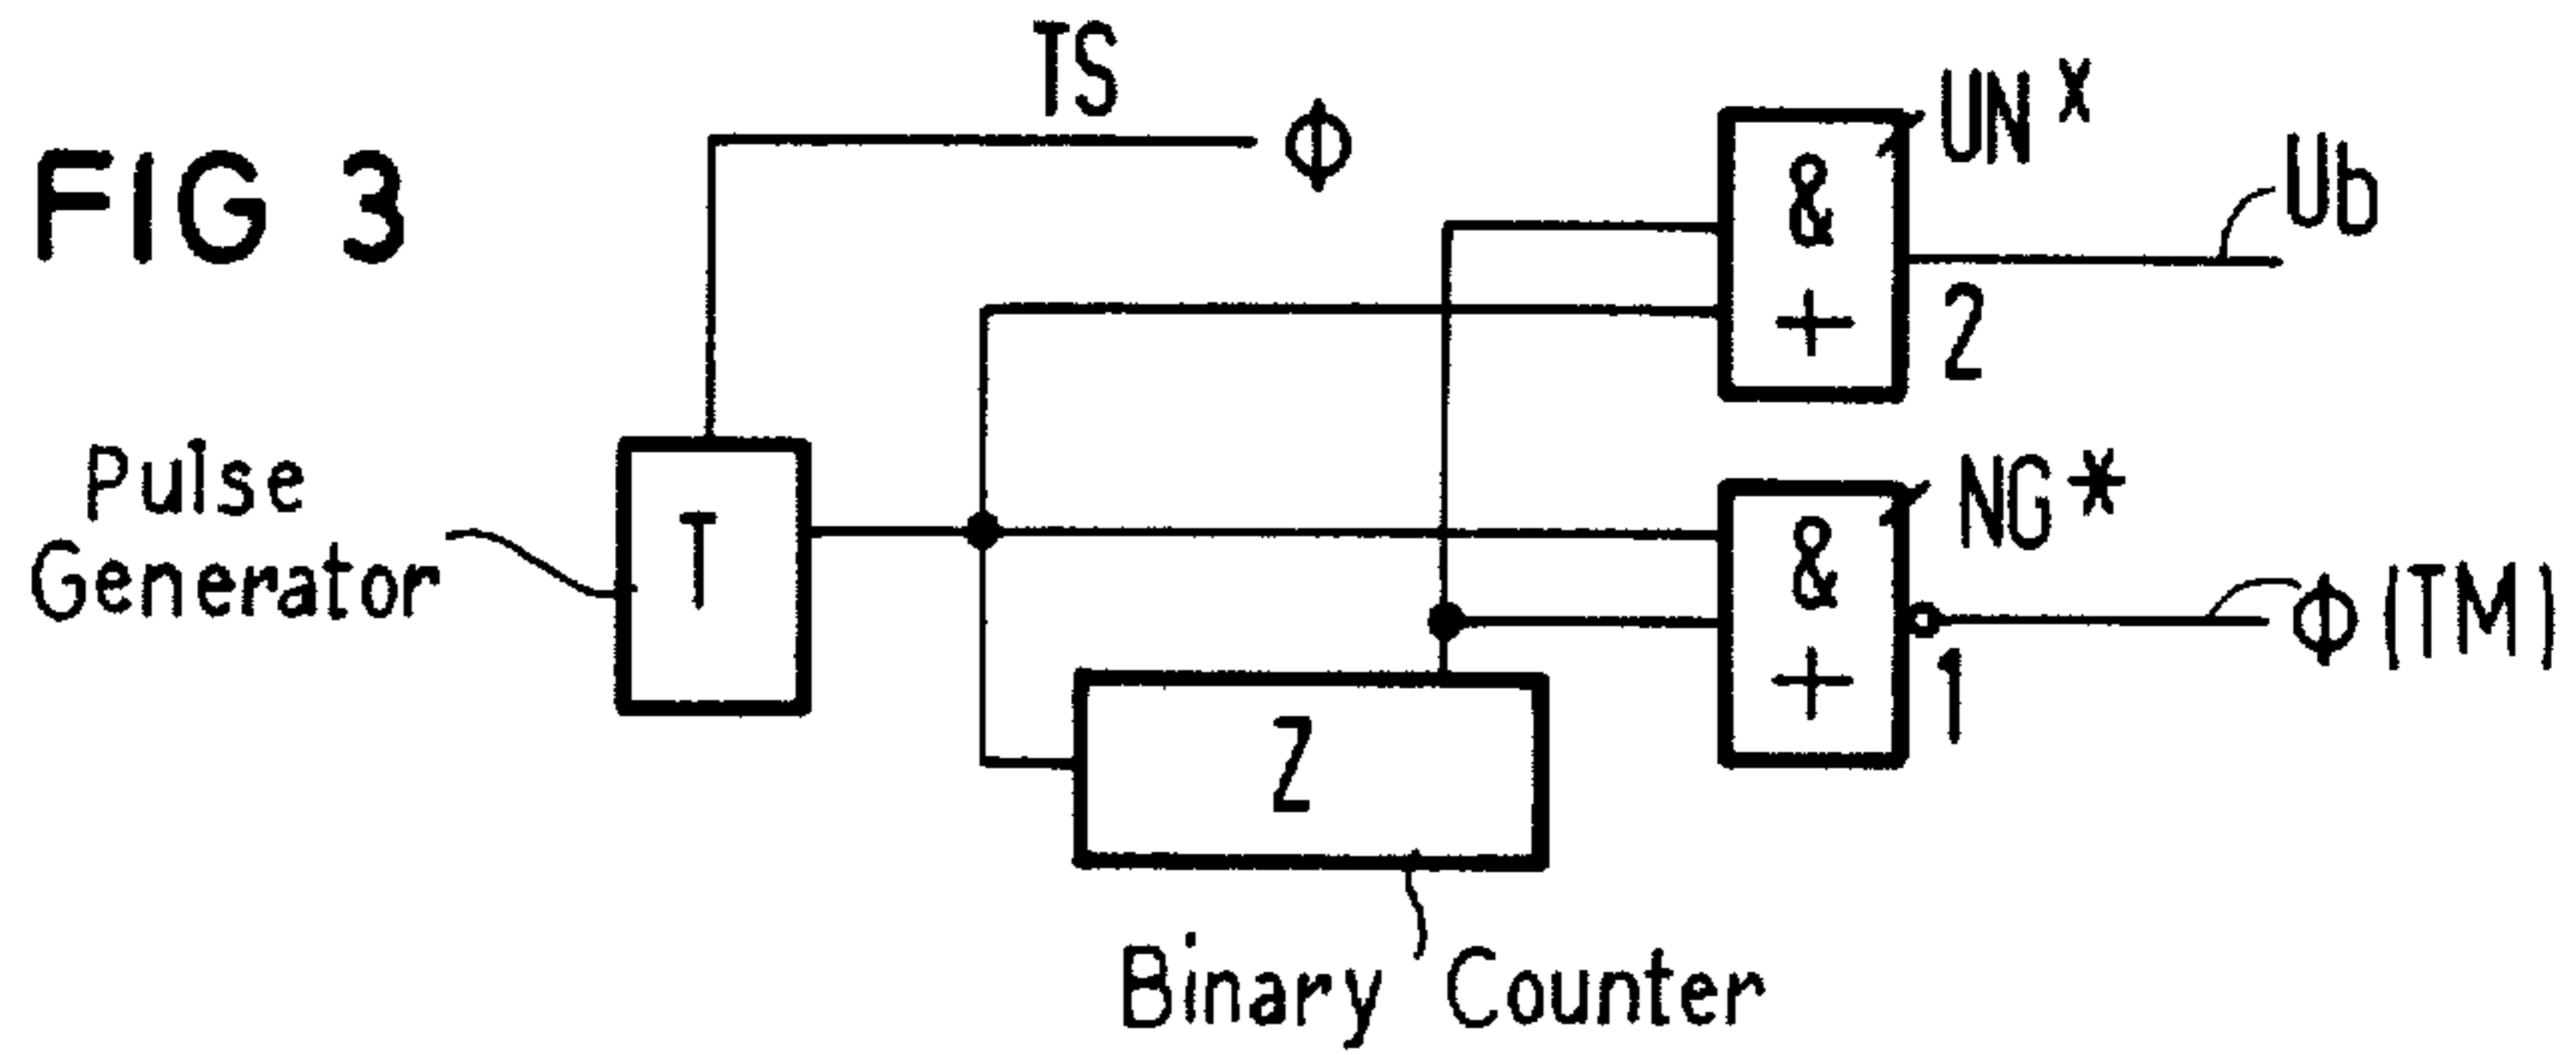 FIG 3
TS
ϕ
UN*
Ub
&
+
2
Pulse
Generator
T
NG*
&
+
1
ϕ (TM)
Z
Binary Counter